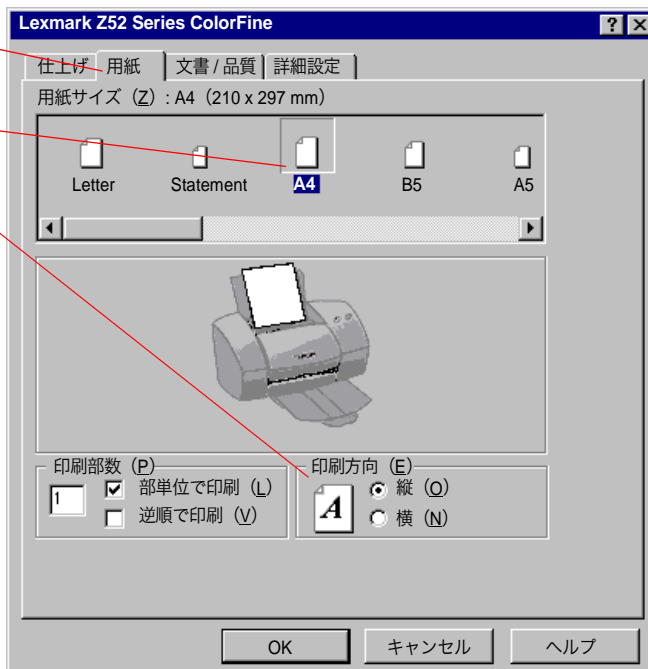 Lexmark Z52 Series ColorFine
仕上げ 用紙 文書 / 品質 詳細設定
用紙サイズ（Z）: A4（210 x 297 mm）
Letter Statement A4 B5 A5
印刷部数（P）
1
部単位で印刷（L）
逆順で印刷（V）
印刷方向（E）
A
縦（O）
横（N）
OK キャンセル ヘルプ